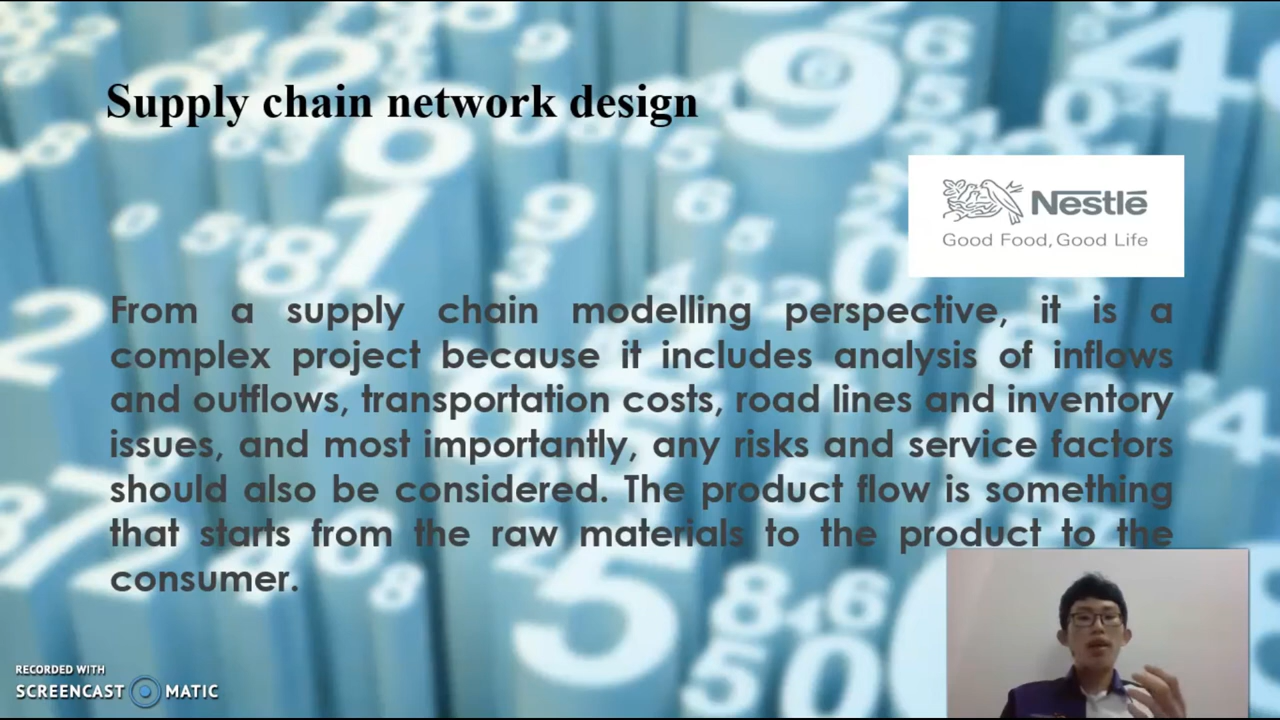 Supply chain network design
Nestlé
Good Food, Good Life
From a supply chain modelling perspective, it is a
complex project because it includes analysis of inflows
and outflows, transportation costs, road lines and inventory
issues, and most importantly, any risks and service factors
should also be considered. The product flow is something
that starts from the raw materials to the product to the
consumer.
RECORDED WITH
SCREENCAST MATIC